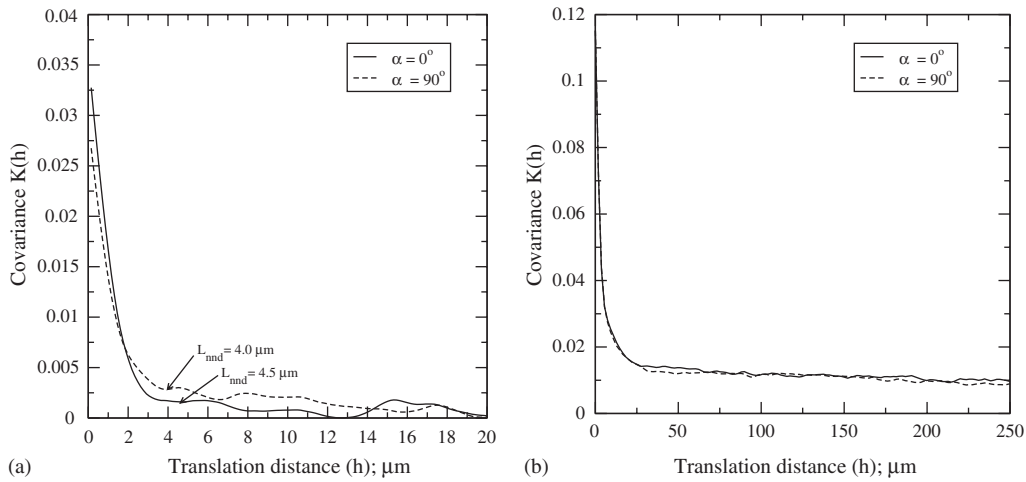 0.04
0.035
0.03
0.025
0.02
0.015
0.01
0.005
0
Covariance K(h)
α = 0°
α = 90°
Lnnd= 4.0 μm
Lnnd= 4.5 μm
0 2 4 6 8 10 12 14 16 18 20
(a) Translation distance (h); μm
0.12
0.1
0.08
0.06
0.04
0.02
0
Covariance K(h)
α = 0°
α = 90°
0 50 100 150 200 250
(b) Translation distance (h); μm